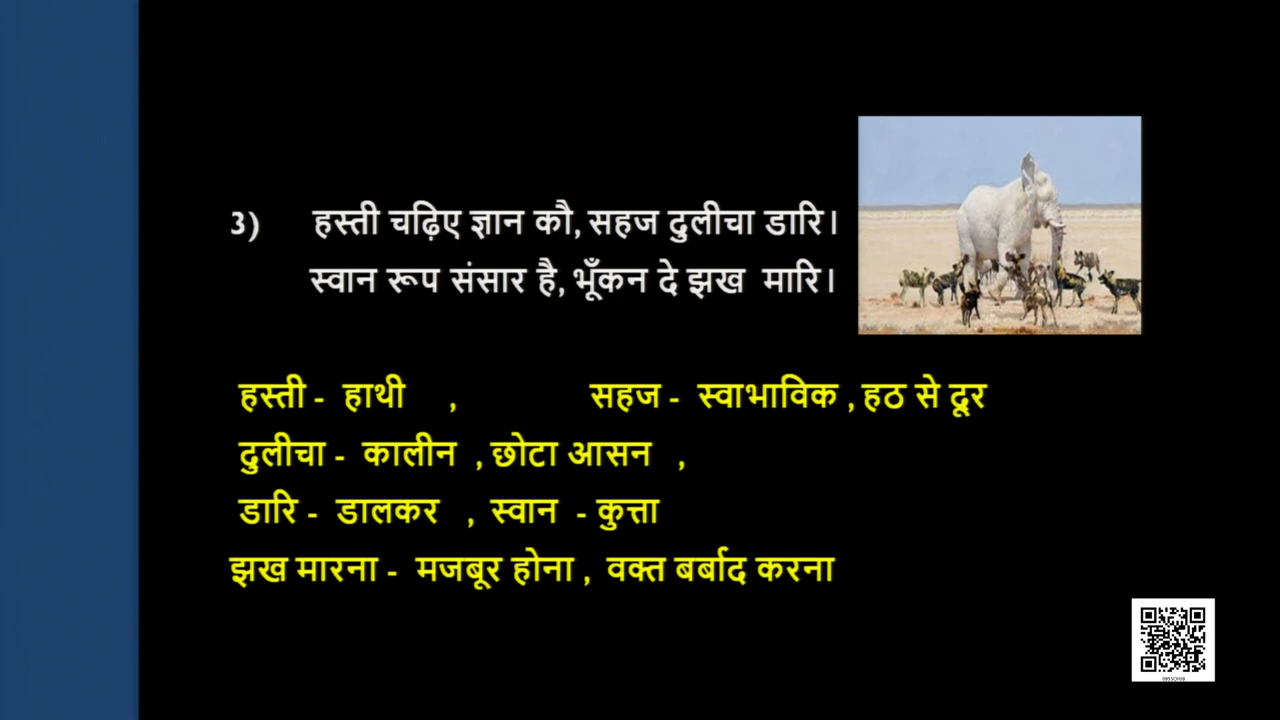 3) हस्ती चढ़िए ज्ञान कौ, सहज दुलीचा डारि।
स्वान रूप संसार है, भूँकन दे झख मारि।
हस्ती - हाथी , सहज - स्वाभाविक , हठ से दूर
दुलीचा - कालीन , छोटा आसन ,
डारि - डालकर , स्वान - कुत्ता
झख मारना - मजबूर होना , वक्त बर्बाद करना